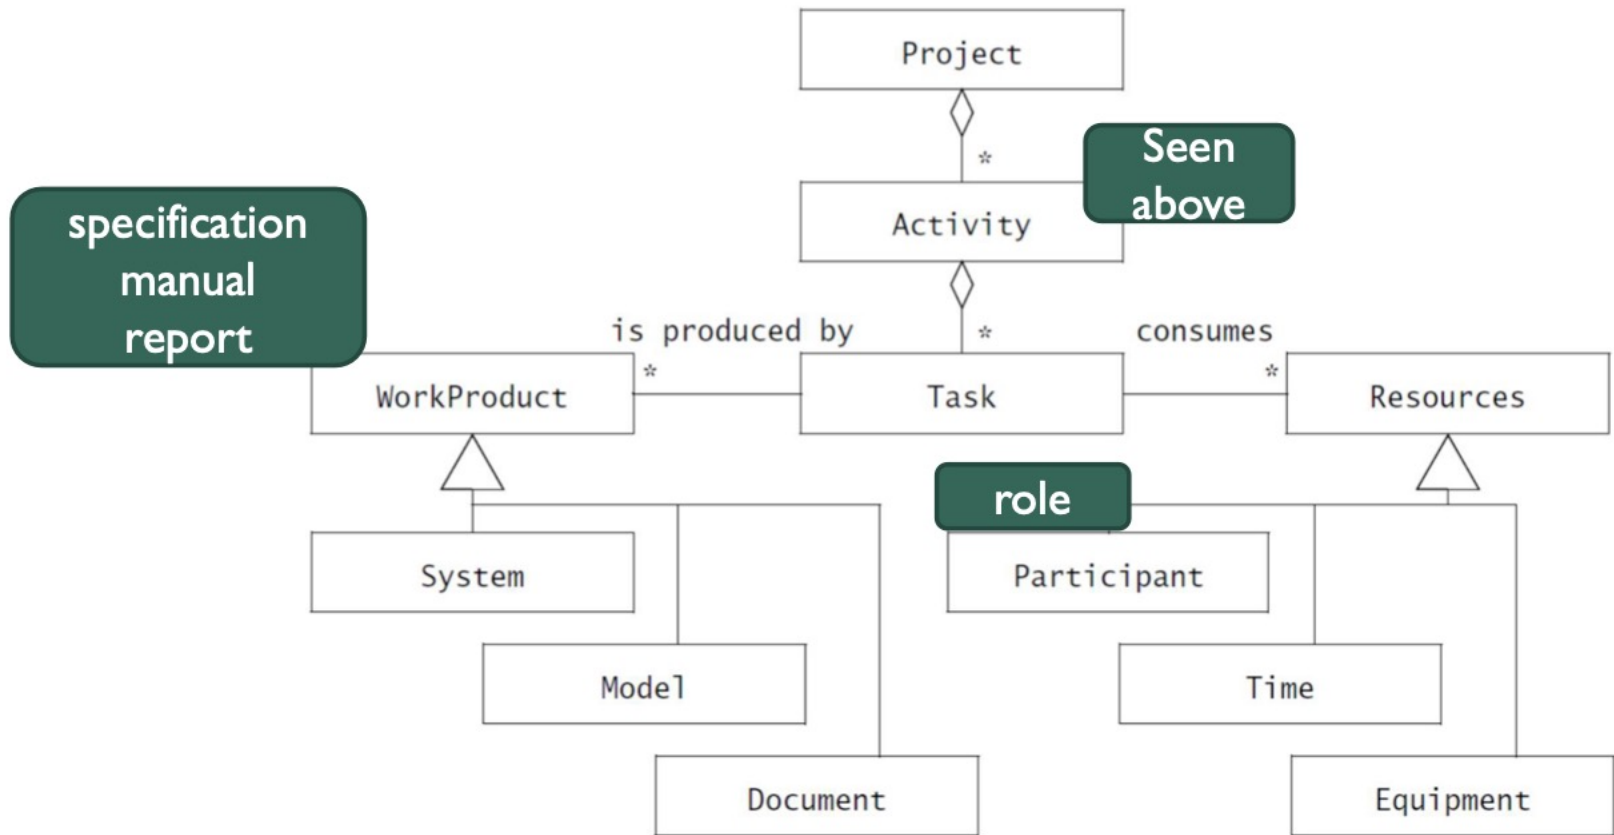 Project
*
Seen
above
Activity
specification
manual
report
is produced by
*
consumes
*
*
WorkProduct
Task
Resources
role
System
Participant
Model
Time
Document
Equipment